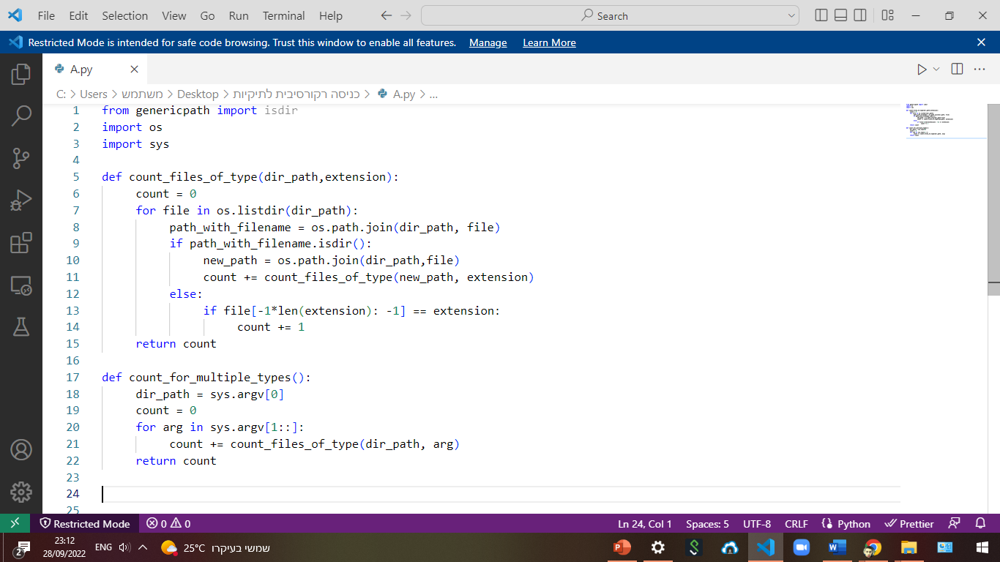 File Edit Selection View Go Run Terminal Help Search
Restricted Mode is intended for safe code browsing. Trust this window to enable all features. Manage Learn More
A.py
C: > Users > משתמש > Desktop > כניסה רקורסיבית לתיקיות > A.py > ...
1 from genericpath import isdir
2 import os
3 import sys
4
5 def count_files_of_type(dir_path,extension):
6 count = 0
7 for file in os.listdir(dir_path):
8 path_with_filename = os.path.join(dir_path, file)
9 if path_with_filename.isdir():
10 new_path = os.path.join(dir_path,file)
11 count += count_files_of_type(new_path, extension)
12 else:
13 if file[-1*len(extension): -1] == extension:
14 count += 1
15 return count
16
17 def count_for_multiple_types():
18 dir_path = sys.argv[0]
19 count = 0
20 for arg in sys.argv[1::]:
21 count += count_files_of_type(dir_path, arg)
22 return count
23
24
25
Restricted Mode 0 0 Ln 24, Col 1 Spaces: 5 UTF-8 CRLF Python Prettier
2 23:12 ENG 25°C שמשי בעיקרו
28/09/2022